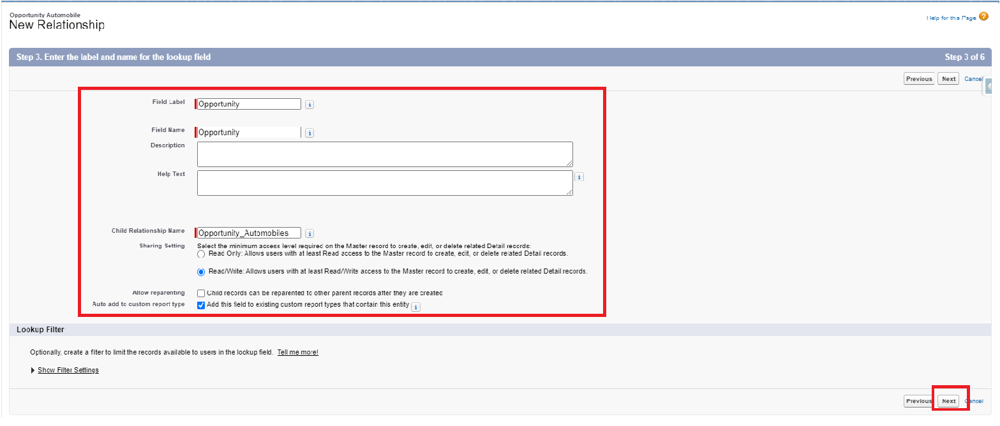 Opportunity Automobile
New Relationship
Help for this Page ?
Step 3. Enter the label and name for the lookup field
Step 3 of 6
Previous Next Cancel
Field Label Opportunity i
Field Name Opportunity i
Description
Help Text i
Child Relationship Name Opportunity_Automobiles i
Sharing Setting Select the minimum access level required on the Master record to create, edit, or delete related Detail records:
Read Only: Allows users with at least Read access to the Master record to create, edit, or delete related Detail records.
Read/Write: Allows users with at least Read/Write access to the Master record to create, edit, or delete related Detail records.
Allow reparenting Child records can be reparented to other parent records after they are created
Auto add to custom report type Add this field to existing custom report types that contain this entity i
Lookup Filter
Optionally, create a filter to limit the records available to users in the lookup field. Tell me more!
Show Filter Settings
Previous Next Cancel